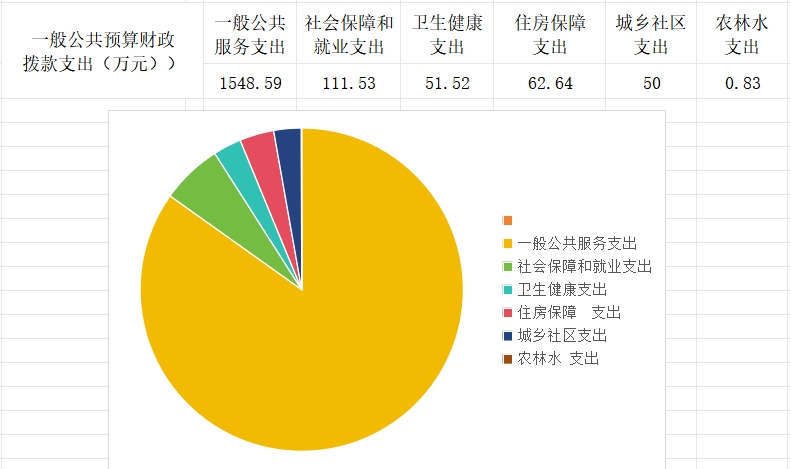 一般公共预算财政
拨款支出（万元））
一般公共
服务支出
社会保障和
就业支出
卫生健康
支出
住房保障
支出
城乡社区
支出
农林水
支出
1548.59
111.53
51.52
62.64
50
0.83
一般公共服务支出
社会保障和就业支出
卫生健康支出
住房保障 支出
城乡社区支出
农林水 支出